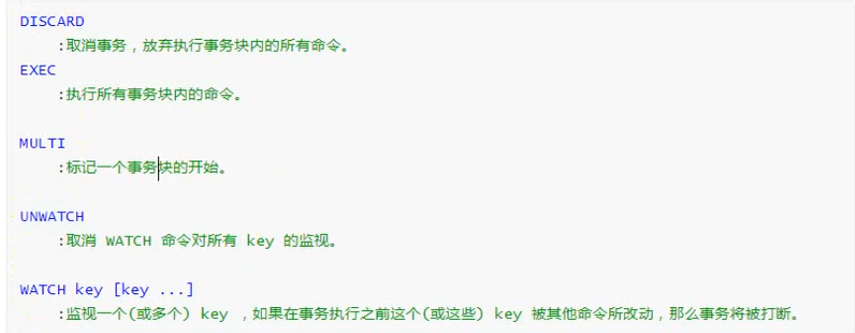 DISCARD
:取消事务，放弃执行事务块内的所有命令。
EXEC
:执行所有事务块内的命令。
MULTI
:标记一个事务块的开始。
UNWATCH
:取消 WATCH 命令对所有 key 的监视。
WATCH key [key ...]
:监视一个(或多个) key ，如果在事务执行之前这个(或这些) key 被其他命令所改动，那么事务将被打断。